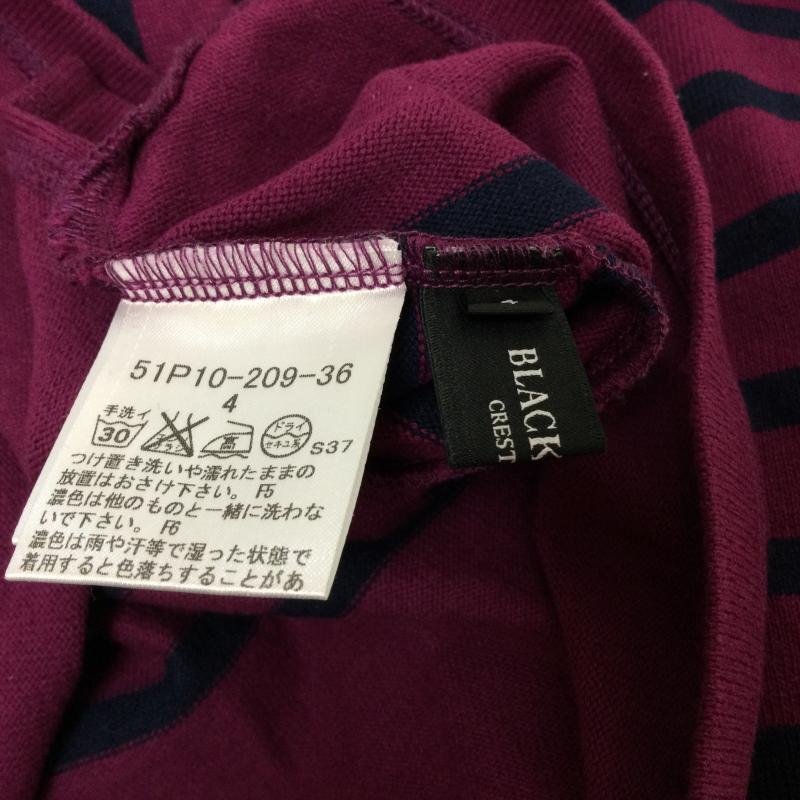 51P10-209-36
4
手洗イ
30
高
ドライ
セキユ系
S37
つけ置き洗いや濡れたままの
放置はおさけ下さい。 F5
濃色は他のものと一緒に洗わな
いで下さい。 F6
濃色は雨や汗等で湿った状態で
着用すると色落ちすることがあ
BLACK
CREST